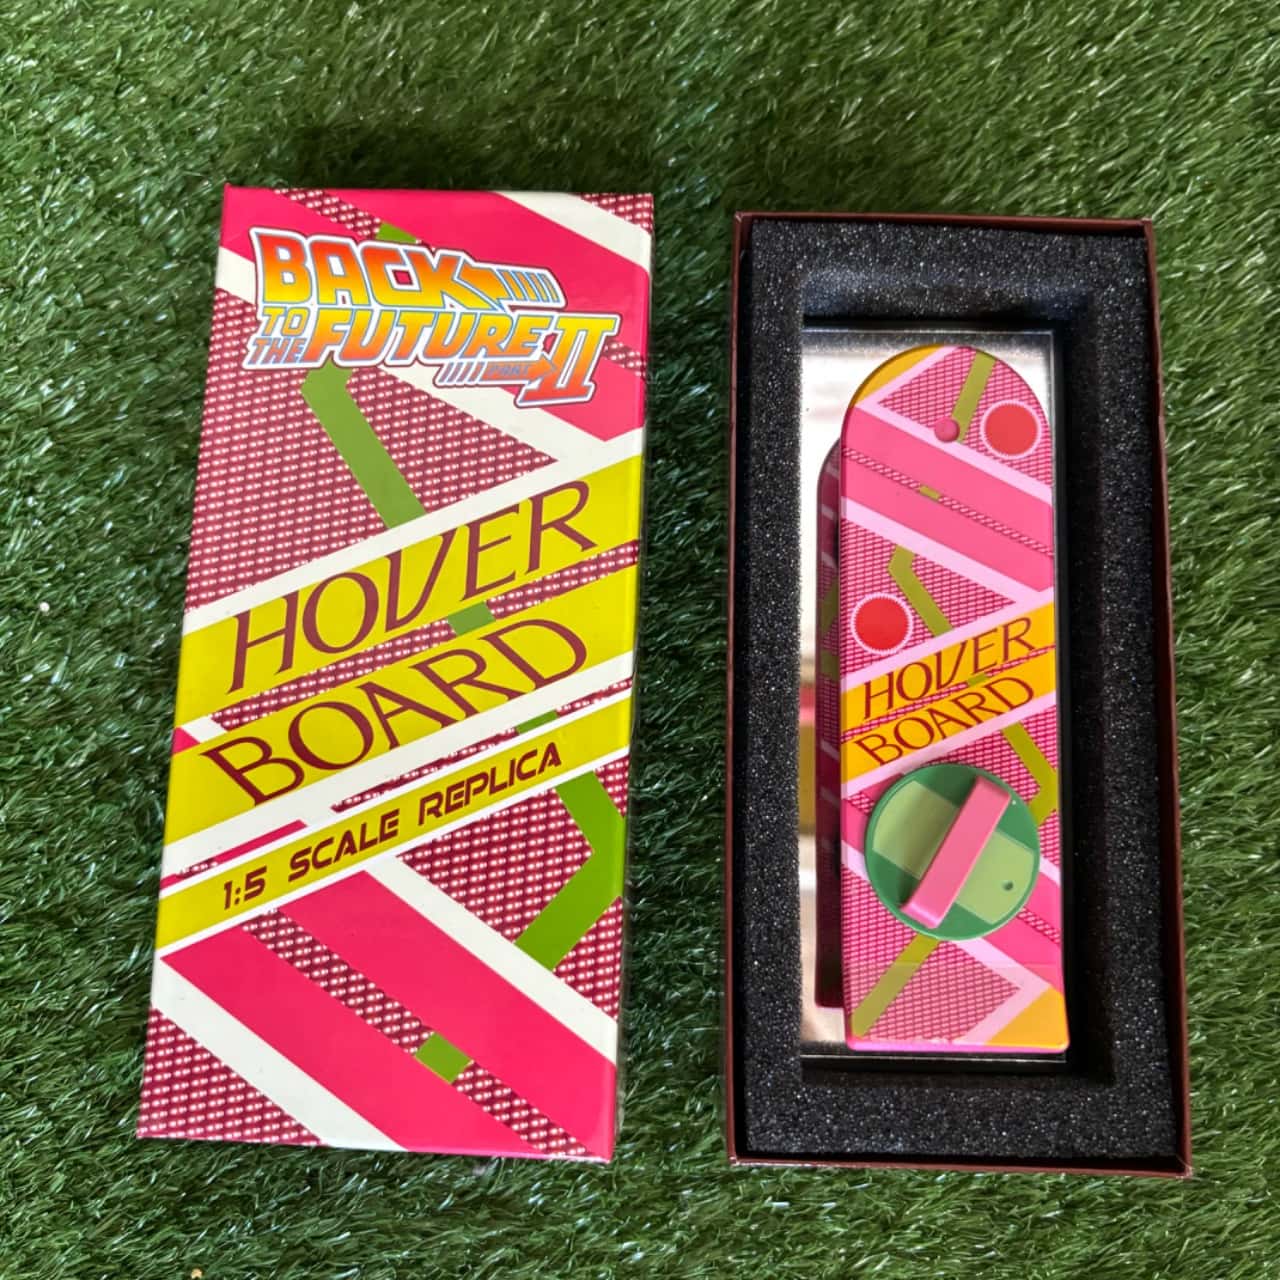 BACK
TO
THE FUTURE
PART II
HOVER
BOARD
1:5 SCALE REPLICA
HOVER
BOARD